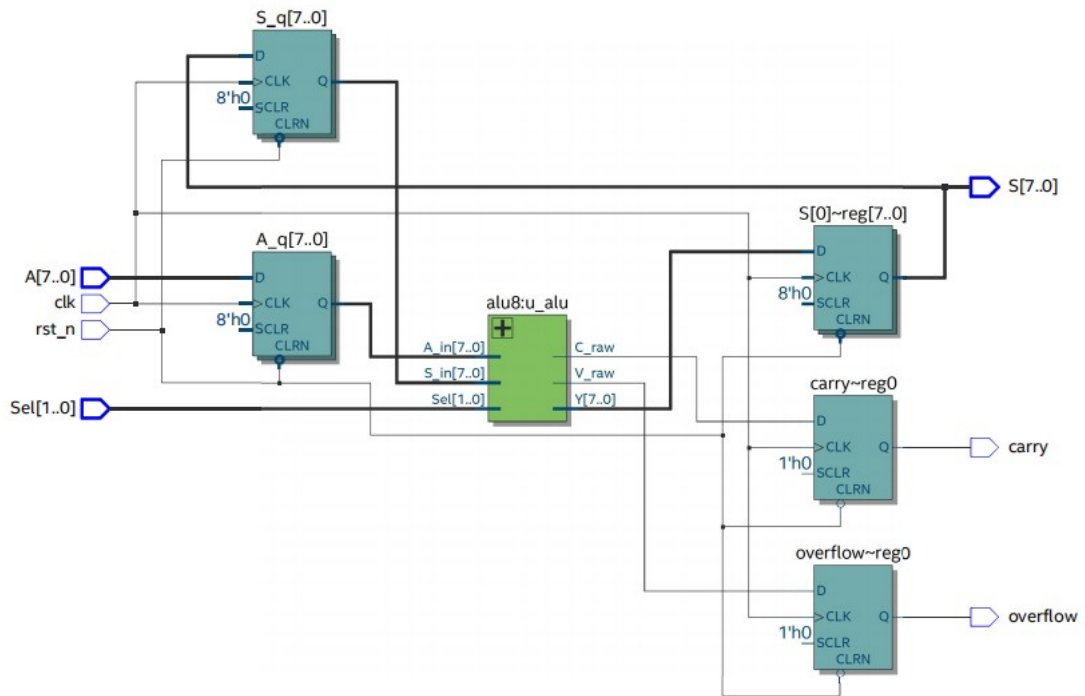 S_q[7..0]
D
CLK
Q
8'h0
SCLR
CLRN
S[7..0]
S[0]~reg[7..0]
D
CLK
Q
8'h0
SCLR
CLRN
A_q[7..0]
A[7..0]
D
clk
CLK
Q
rst_n
8'h0
SCLR
CLRN
alu8:u_alu
A_in[7..0]
C_raw
S_in[7..0]
V_raw
Sel[1..0]
Sel[1..0]
Y[7..0]
carry~reg0
D
CLK
Q
carry
1'h0
SCLR
CLRN
overflow~reg0
D
CLK
Q
overflow
1'h0
SCLR
CLRN